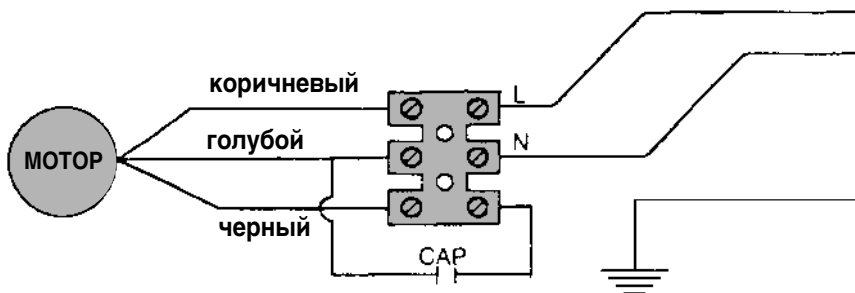 коричневый
L
голубой
N
МОТОР
черный
CAP